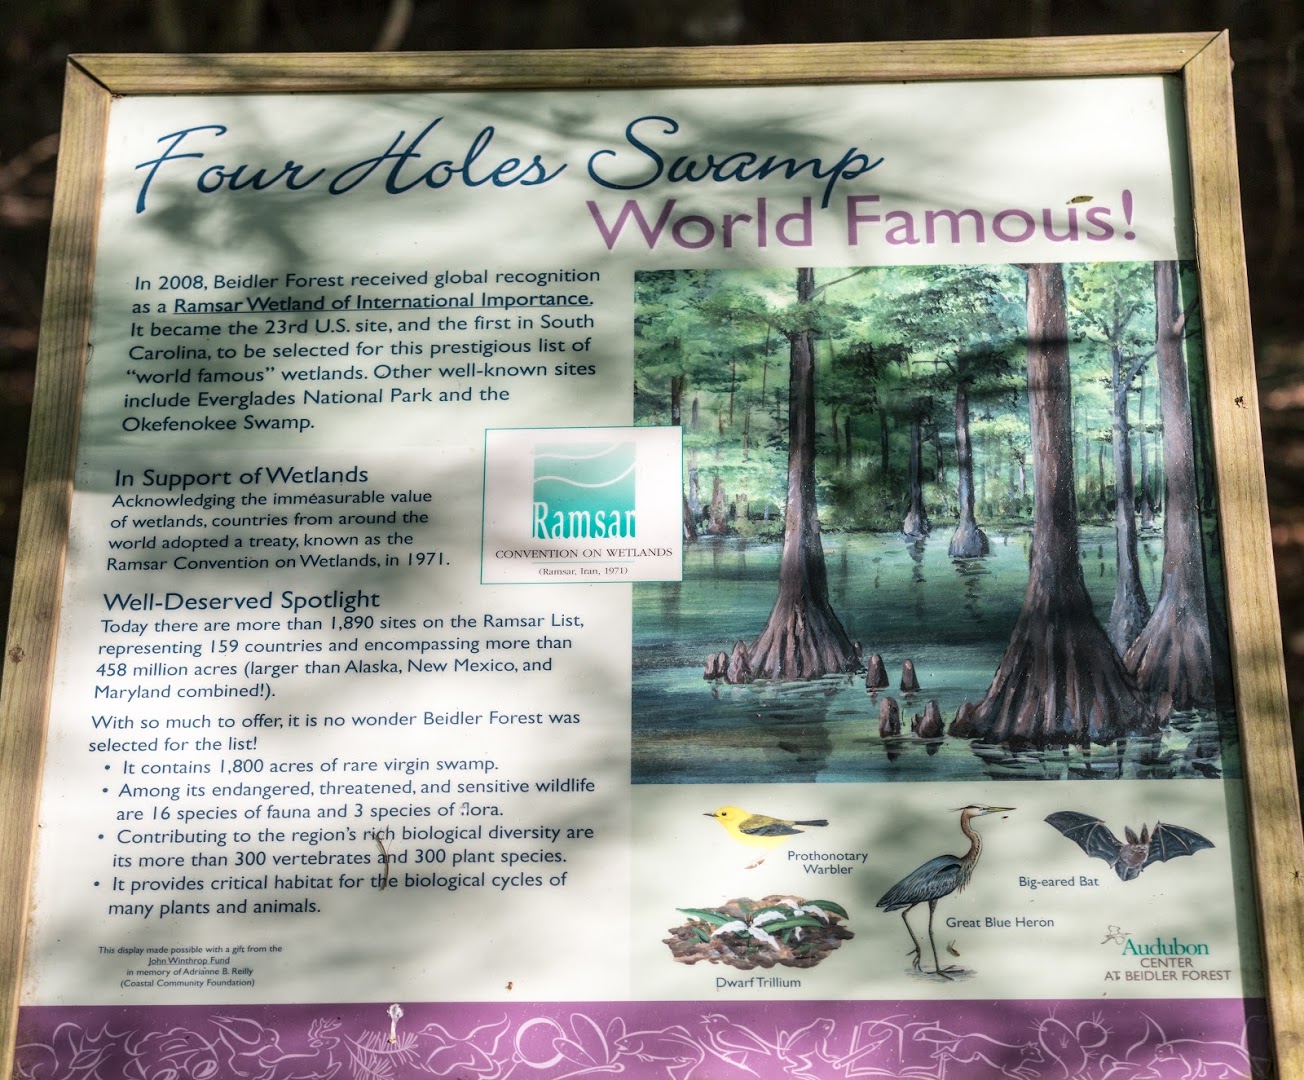 Four Holes Swamp
World Famous!
In 2008, Beidler Forest received global recognition
as a Ramsar Wetland of International Importance.
It became the 23rd U.S. site, and the first in South
Carolina, to be selected for this prestigious list of
“world famous” wetlands. Other well-known sites
include Everglades National Park and the
Okefenokee Swamp.
In Support of Wetlands
Acknowledging the immeasurable value
of wetlands, countries from around the
world adopted a treaty, known as the
Ramsar Convention on Wetlands, in 1971.
Ramsar
CONVENTION ON WETLANDS
(Ramsar, Iran, 1971)
Well-Deserved Spotlight
Today there are more than 1,890 sites on the Ramsar List,
representing 159 countries and encompassing more than
458 million acres (larger than Alaska, New Mexico, and
Maryland combined!).
With so much to offer, it is no wonder Beidler Forest was
selected for the list!
• It contains 1,800 acres of rare virgin swamp.
• Among its endangered, threatened, and sensitive wildlife
are 16 species of fauna and 3 species of flora.
• Contributing to the region’s rich biological diversity are
its more than 300 vertebrates and 300 plant species.
• It provides critical habitat for the biological cycles of
many plants and animals.
This display made possible with a gift from the
John Winthrop Fund
in memory of Adrianne B. Reilly
(Coastal Community Foundation)
Prothonotary
Warbler
Big-eared Bat
Great Blue Heron
Dwarf Trillium
Audubon
CENTER
AT BEIDLER FOREST